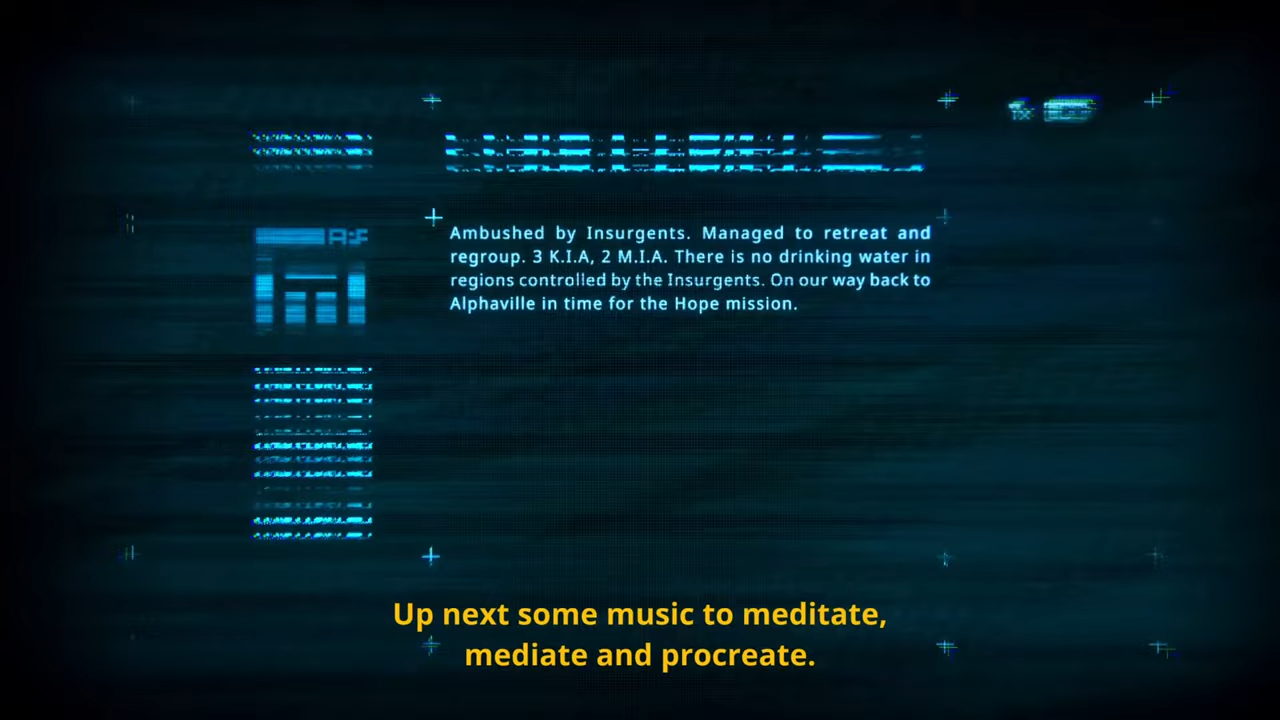 Ambushed by Insurgents. Managed to retreat and
regroup. 3 K.I.A, 2 M.I.A. There is no drinking water in
regions controlled by the Insurgents. On our way back to
Alphaville in time for the Hope mission.
Up next some music to meditate,
mediate and procreate.